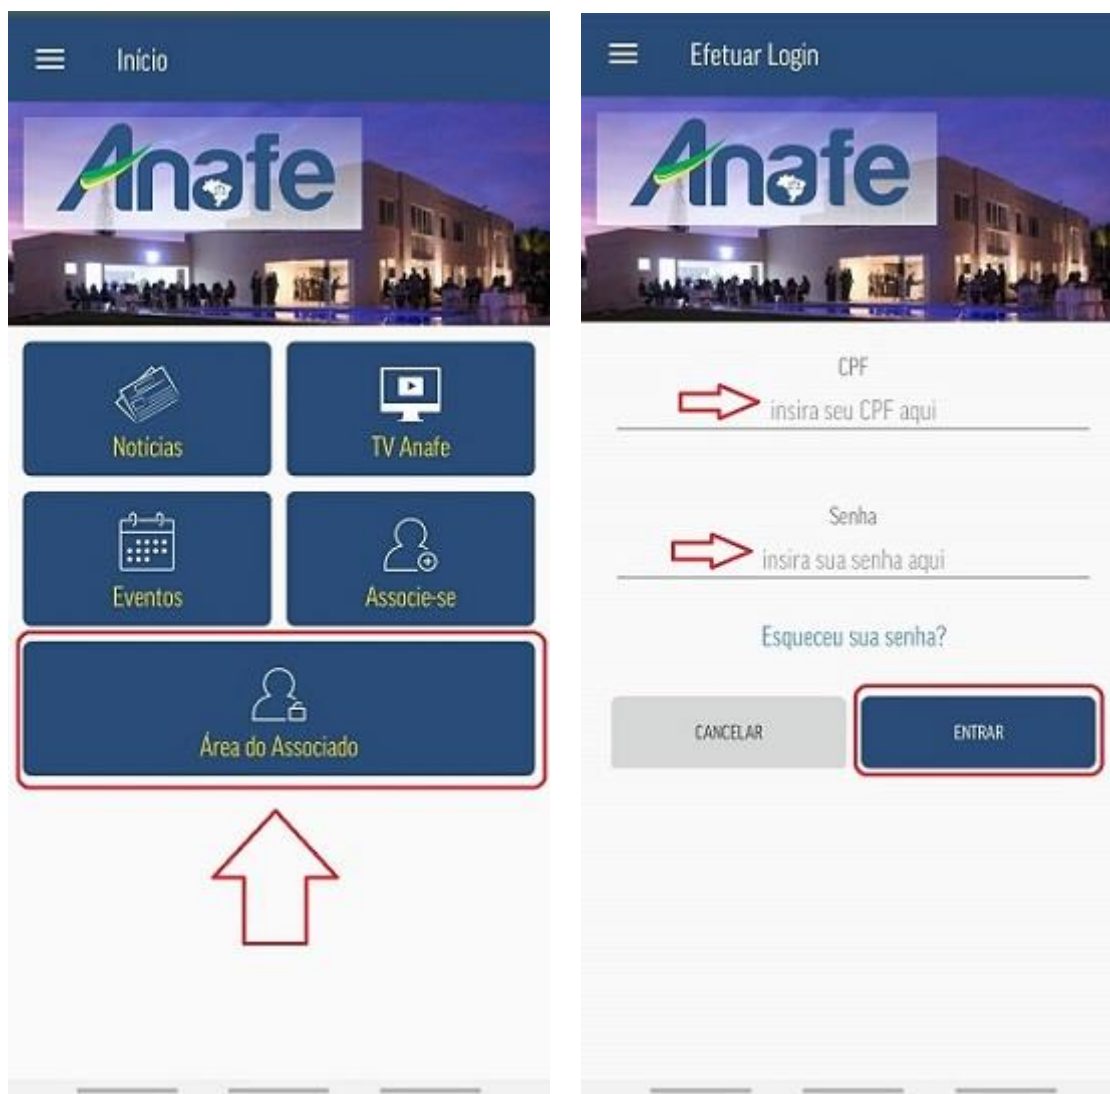 Início
Anafe
Notícias
TV Anafe
Eventos
Associe-se
Área do Associado
Efetuar Login
Anafe
CPF
insira seu CPF aqui
Senha
insira sua senha aqui
Esqueceu sua senha?
CANCELAR
ENTRAR